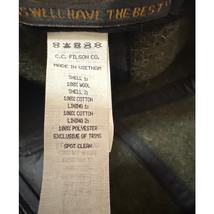 S WELL HAVE THE BEST!
C.C. FILSON CO.
MADE IN VIETNAM
SHELL 1:
100% WOOL
SHELL 2:
100% COTTON
LINING 1:
100% COTTON
LINING 2:
100% POLYESTER
EXCLUSIVE OF TRIMS
SPOT CLEAN